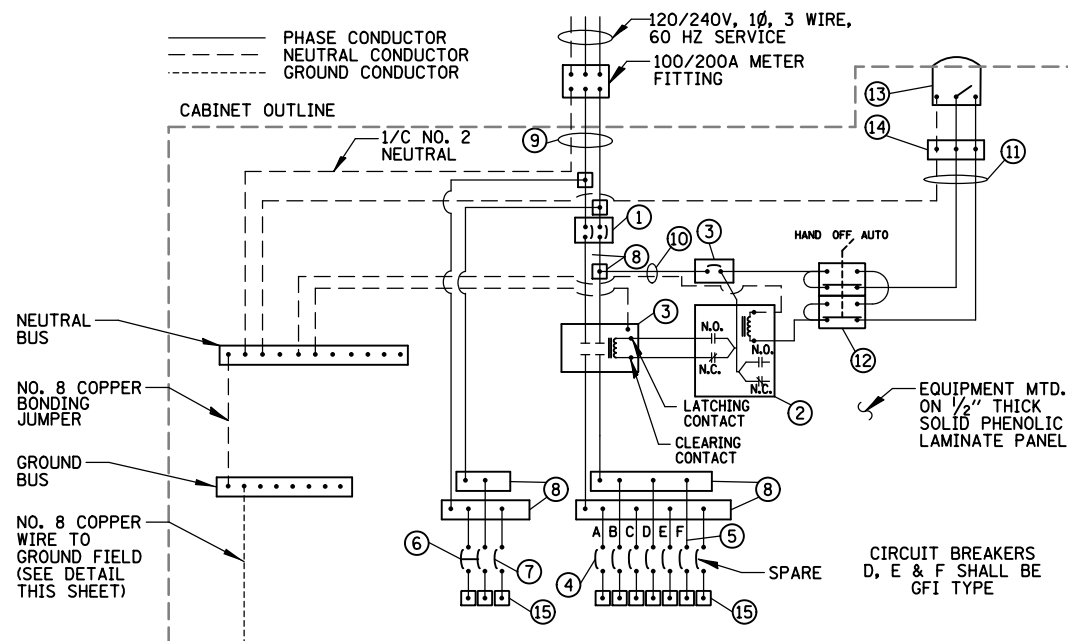 PHASE CONDUCTOR
NEUTRAL CONDUCTOR
GROUND CONDUCTOR
120/240V, 1Ø, 3 WIRE,
60 HZ SERVICE
100/200A METER
FITTING
CABINET OUTLINE
1/C NO. 2
NEUTRAL
9
13
14
11
1
HAND OFF AUTO
10
3
8
3
N.O.
N.C.
N.O.
N.C.
12
2
NEUTRAL
BUS
NO. 8 COPPER
BONDING
JUMPER
GROUND
BUS
NO. 8 COPPER
WIRE TO
GROUND FIELD
(SEE DETAIL
THIS SHEET)
LATCHING
CONTACT
CLEARING
CONTACT
EQUIPMENT MTD.
ON 1/2" THICK
SOLID PHENOLIC
LAMINATE PANEL
8
8
A B C D E F
5
6
7
4
SPARE
15
15
CIRCUIT BREAKERS
D, E & F SHALL BE
GFI TYPE